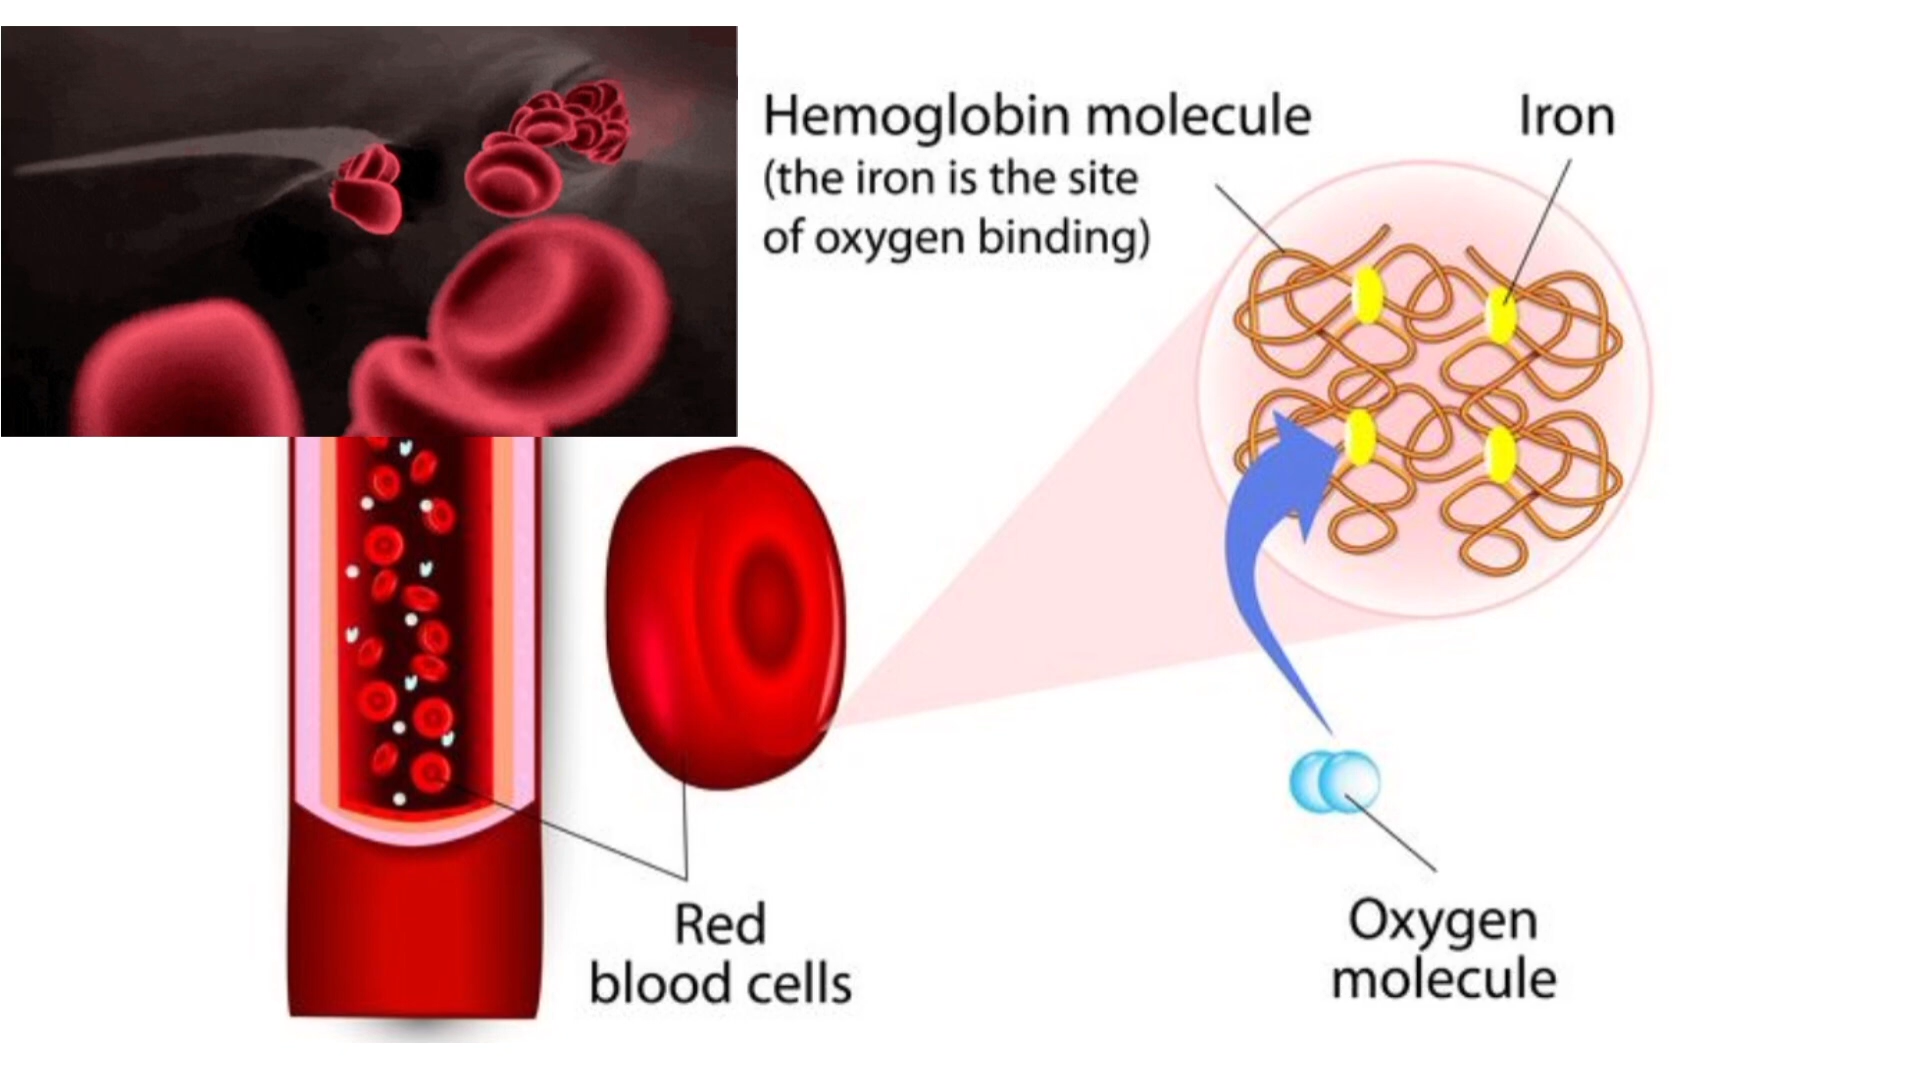 Hemoglobin molecule
(the iron is the site
of oxygen binding)
Iron
Red
blood cells
Oxygen
molecule